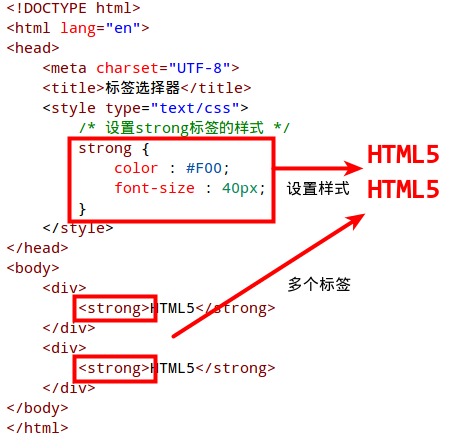 <!DOCTYPE html>
<html lang="en">
<head>
    <meta charset="UTF-8">
    <title>标签选择器</title>
    <style type="text/css">
        /* 设置strong标签的样式 */
        strong {
            color : #F00;
            font-size : 40px;
        }
    </style>
</head>
<body>
    <div>
        <strong>HTML5</strong>
    </div>
    <div>
        <strong>HTML5</strong>
    </div>
</body>
</html>
HTML5
HTML5
设置样式
多个标签